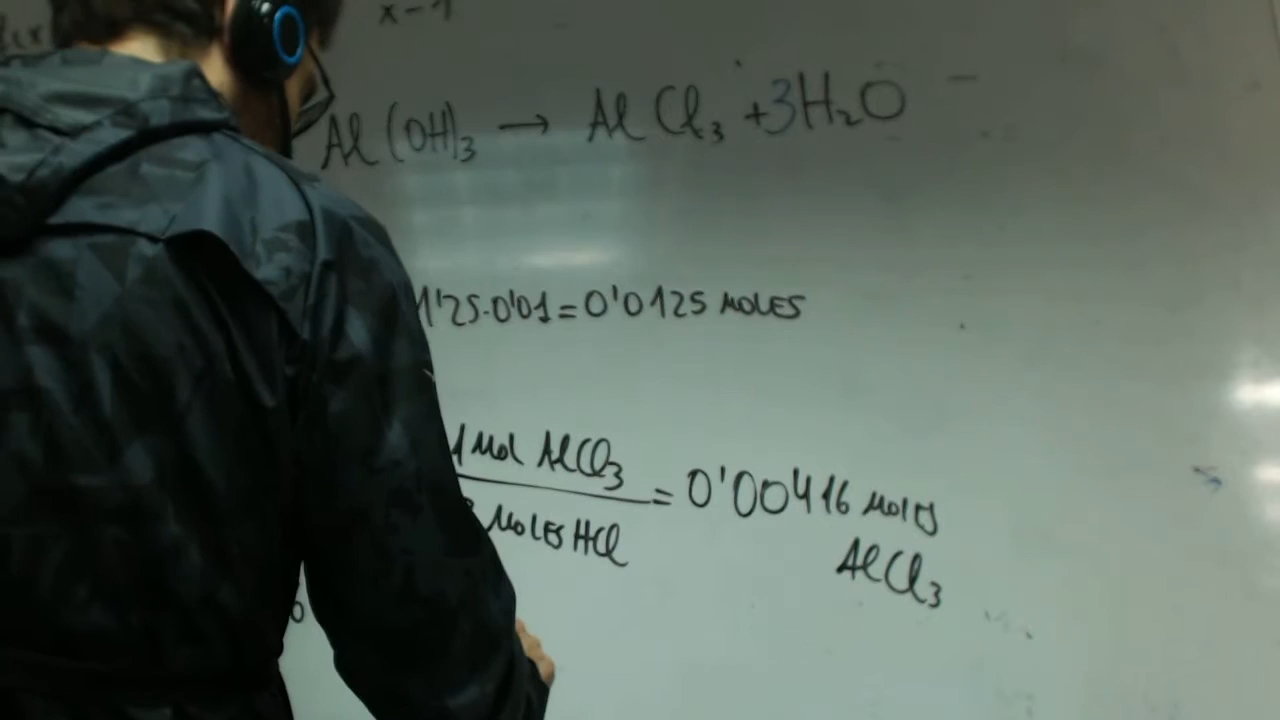 x-1
Al(OH)₃ → AlCl₃ + 3H₂O
1'25·0'01 = 0'0125 MOLES
1 Mol AlCl₃
MOLES HCl
= 0'00416 moles
AlCl₃